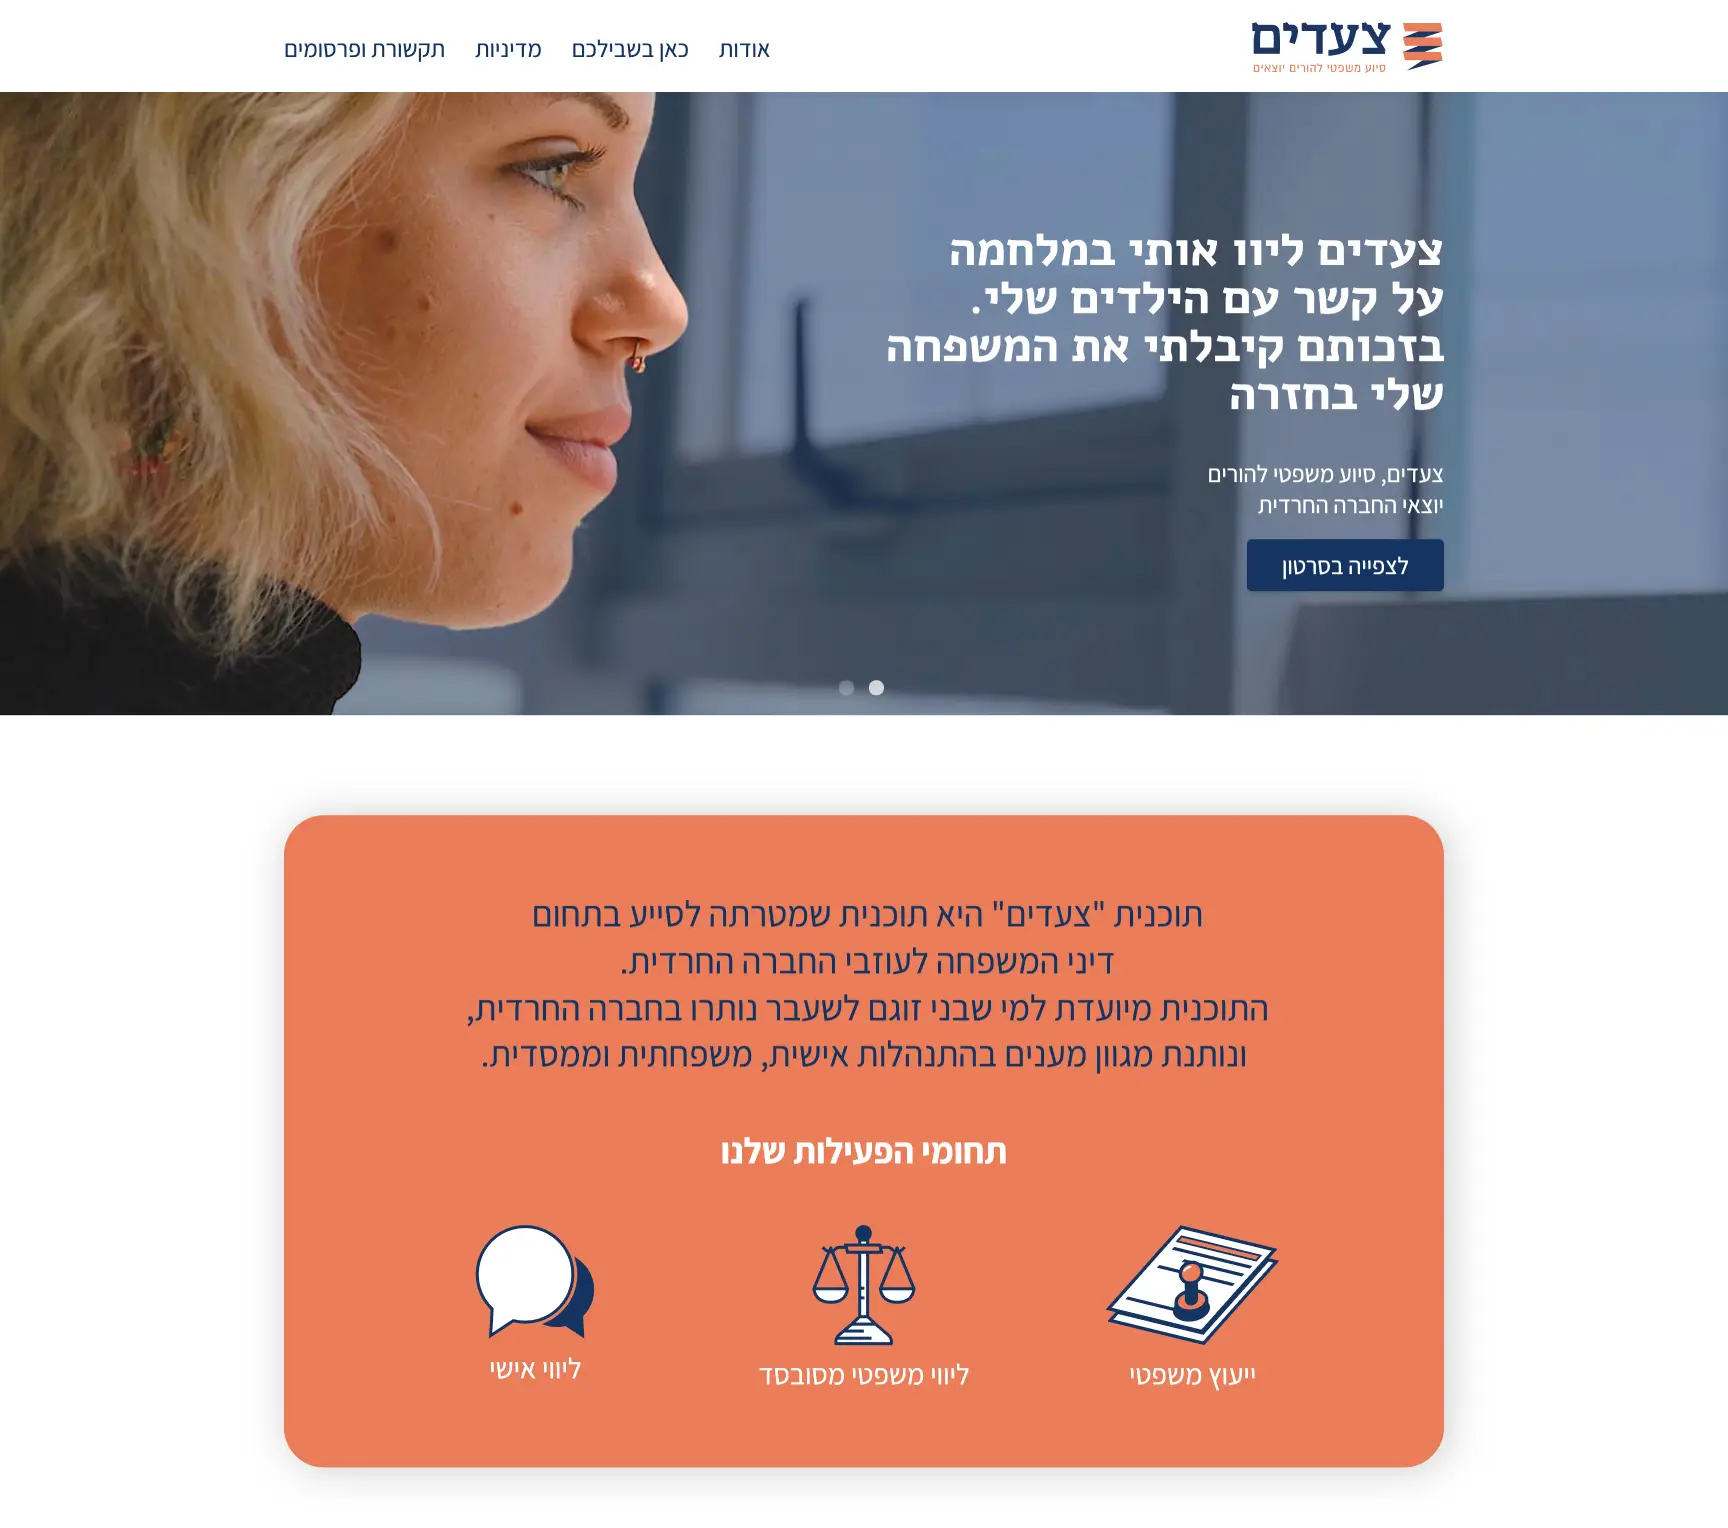 צעדים
סיוע משפטי להורים יוצאים
אודות
כאן בשבילכם
מדיניות
תקשורת ופרסומים
צעדים ליוו אותי במלחמה
על קשר עם הילדים שלי.
בזכותם קיבלתי את המשפחה
שלי בחזרה
צעדים, סיוע משפטי להורים
יוצאי החברה החרדית
לצפייה בסרטון
תוכנית "צעדים" היא תוכנית שמטרתה לסייע בתחום
דיני המשפחה לעוזבי החברה החרדית.
התוכנית מיועדת למי שבני זוגם לשעבר נותרו בחברה החרדית,
ונותנת מגוון מענים בהתנהלות אישית, משפחתית וממסדית.
תחומי הפעילות שלנו
ייעוץ משפטי
ליווי משפטי מסובסד
ליווי אישי